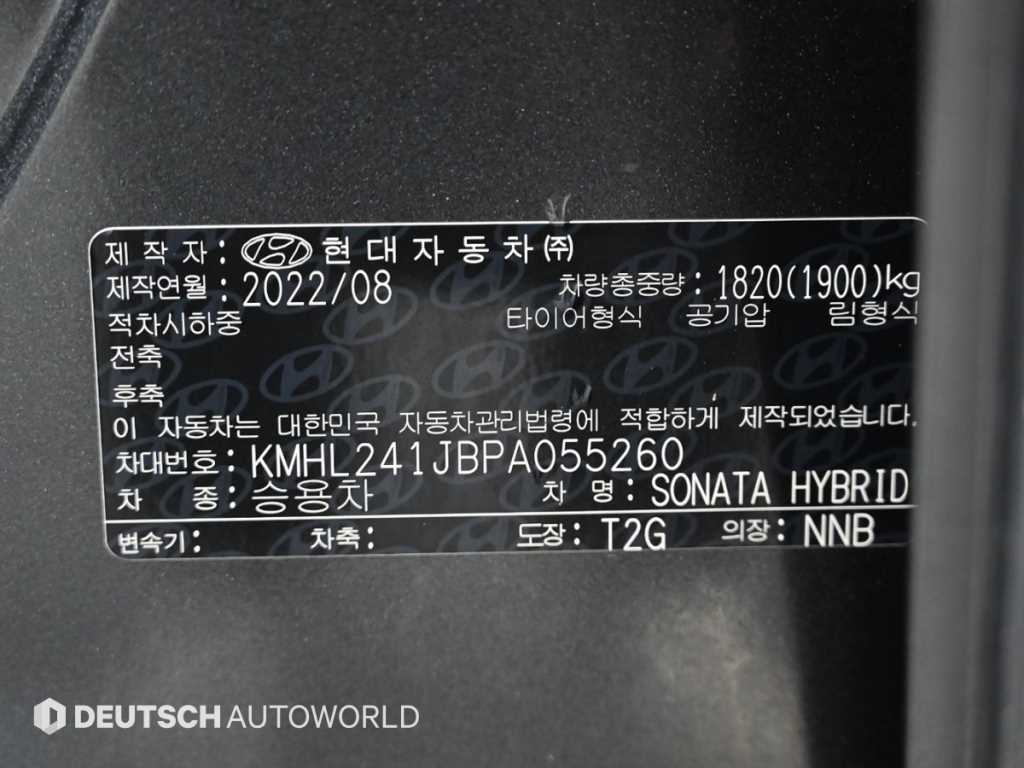 제 작 자 : 현 대 자 동 차 ㈜
제작연월 : 2022/08 차량총중량 : 1820(1900)kg
적차시하중 타이어형식 공기압 림형식
전축
후축
이 자동차는 대한민국 자동차관리법령에 적합하게 제작되었습니다.
차대번호 : KMHL241JBPA055260
차 종 : 승용차 차 명 : SONATA HYBRID
변속기 : 차축 : 도장 : T2G 의장 : NNB
DEUTSCH AUTOWORLD